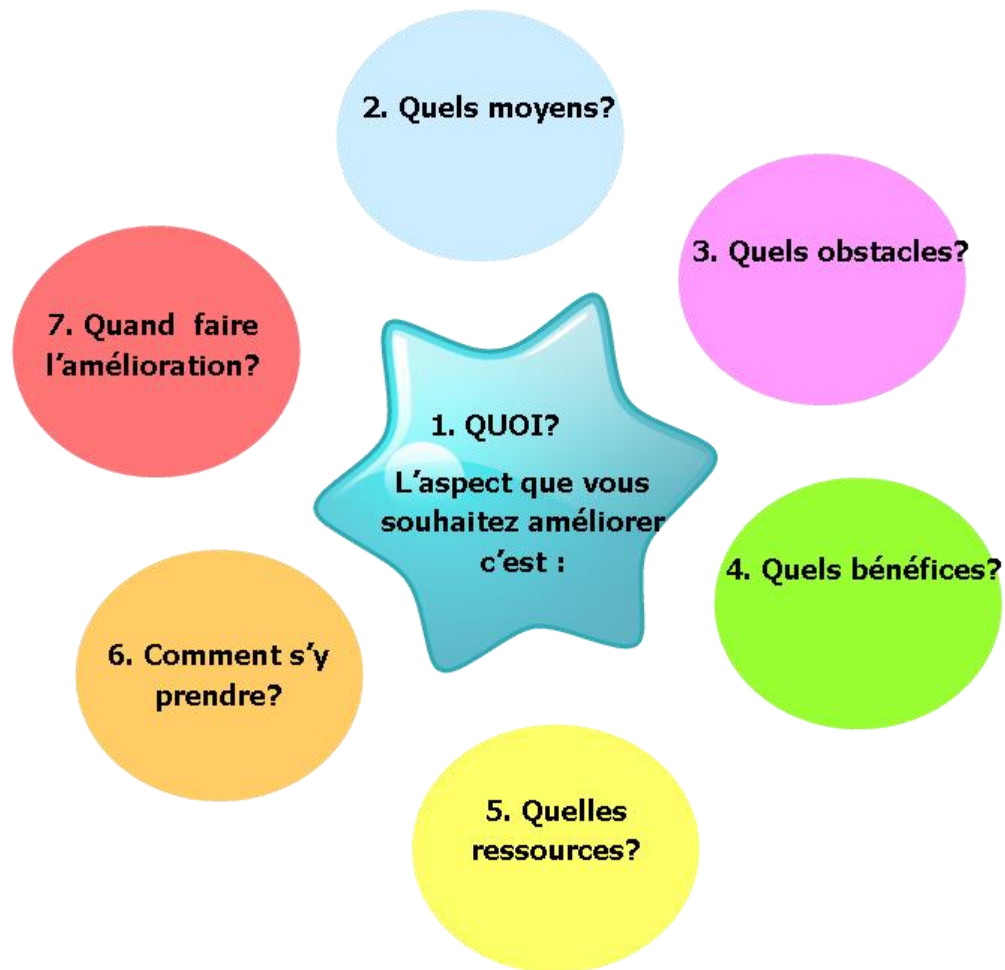 1. QUOI?
L'aspect que vous
souhaitez améliorer
c'est :
2. Quels moyens?
3. Quels obstacles?
4. Quels bénéfices?
5. Quelles
ressources?
6. Comment s'y
prendre?
7. Quand faire
l'amélioration?